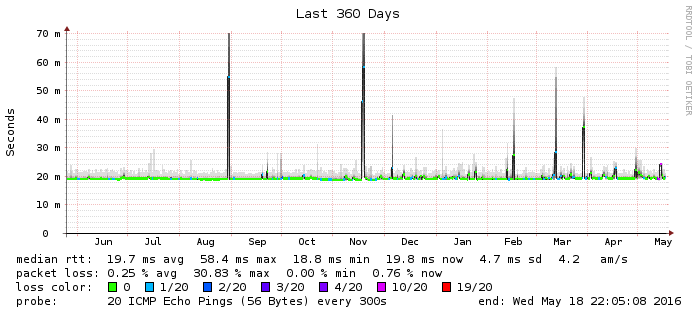 Last 360 Days
RRDTOOL / TOBI OETIKER
Seconds
70 m
60 m
50 m
40 m
30 m
20 m
10 m
0
Jun Jul Aug Sep Oct Nov Dec Jan Feb Mar Apr May
median rtt: 19.7 ms avg 58.4 ms max 18.8 ms min 19.8 ms now 4.7 ms sd 4.2 am/s
packet loss: 0.25 % avg 30.83 % max 0.00 % min 0.76 % now
loss color: 0 1/20 2/20 3/20 4/20 10/20 19/20
probe: 20 ICMP Echo Pings (56 Bytes) every 300s end: Wed May 18 22:05:08 2016